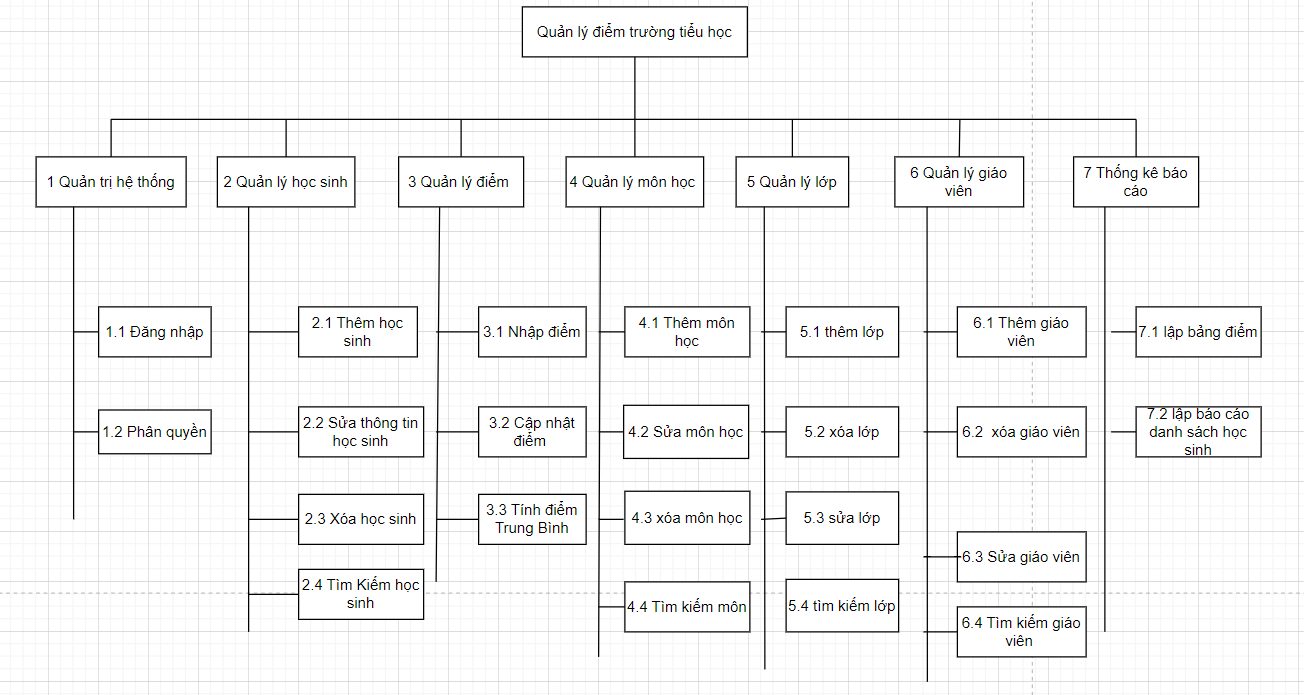 Quản lý điểm trường tiểu học
1 Quản trị hệ thống
2 Quản lý học sinh
3 Quản lý điểm
4 Quản lý môn học
5 Quản lý lớp
6 Quản lý giáo
viên
7 Thống kê báo
cáo
1.1 Đăng nhập
2.1 Thêm học
sinh
3.1 Nhập điểm
4.1 Thêm môn
học
5.1 thêm lớp
6.1 Thêm giáo
viên
7.1 lập bảng điểm
1.2 Phân quyền
2.2 Sửa thông tin
học sinh
3.2 Cập nhật
điểm
4.2 Sửa môn học
5.2 xóa lớp
6.2 xóa giáo viên
7.2 lập báo cáo
danh sách học
sinh
2.3 Xóa học sinh
3.3 Tính điểm
Trung Bình
4.3 xóa môn học
5.3 sửa lớp
6.3 Sửa giáo viên
2.4 Tìm Kiếm học
sinh
4.4 Tìm kiếm môn
5.4 tìm kiếm lớp
6.4 Tìm kiếm giáo
viên